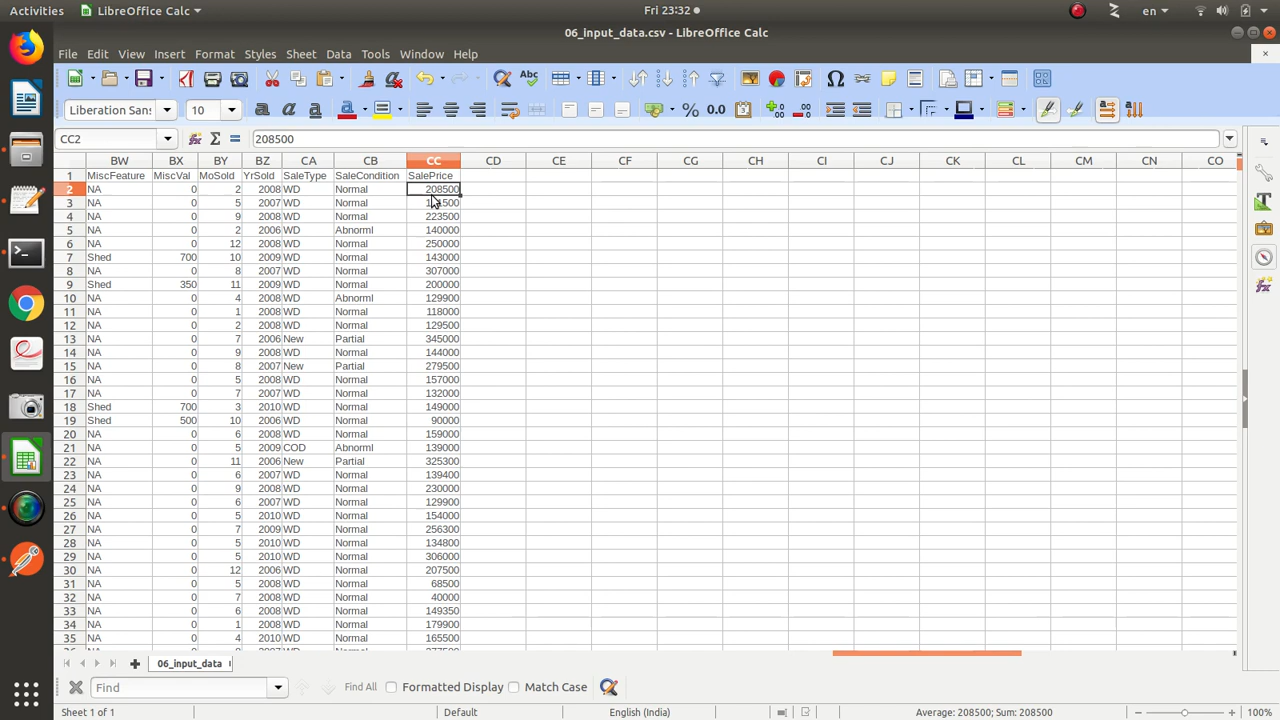 Activities LibreOffice Calc Fri 23:32 en
06_input_data.csv - LibreOffice Calc
File Edit View Insert Format Styles Sheet Data Tools Window Help
Liberation Sans 10
CC2 208500
BW BX BY BZ CA CB CC CD CE CF CG CH CI CJ CK CL CM CN CO
1 MiscFeature MiscVal MoSold YrSold SaleType SaleCondition SalePrice
2 NA 0 2 2008 WD Normal 208500
3 NA 0 5 2007 WD Normal
4 NA 0 9 2008 WD Normal 223500
5 NA 0 2 2006 WD Abnorml 140000
6 NA 0 12 2008 WD Normal 250000
7 Shed 700 10 2009 WD Normal 143000
8 NA 0 8 2007 WD Normal 307000
9 Shed 350 11 2009 WD Normal 200000
10 NA 0 4 2008 WD Abnorml 129900
11 NA 0 1 2008 WD Normal 118000
12 NA 0 2 2008 WD Normal 129500
13 NA 0 7 2006 New Partial 345000
14 NA 0 9 2008 WD Normal 144000
15 NA 0 8 2007 New Partial 279500
16 NA 0 5 2008 WD Normal 157000
17 NA 0 7 2007 WD Normal 132000
18 Shed 700 3 2010 WD Normal 149000
19 Shed 500 10 2006 WD Normal 90000
20 NA 0 6 2008 WD Normal 159000
21 NA 0 5 2009 COD Abnorml 139000
22 NA 0 11 2006 New Partial 325300
23 NA 0 6 2007 WD Normal 139400
24 NA 0 9 2008 WD Normal 230000
25 NA 0 6 2007 WD Normal 129900
26 NA 0 5 2010 WD Normal 154000
27 NA 0 7 2009 WD Normal 256300
28 NA 0 5 2010 WD Normal 134800
29 NA 0 5 2010 WD Normal 306000
30 NA 0 12 2006 WD Normal 207500
31 NA 0 5 2008 WD Normal 68500
32 NA 0 7 2008 WD Normal 40000
33 NA 0 6 2008 WD Normal 149350
34 NA 0 1 2008 WD Normal 179900
35 NA 0 4 2010 WD Normal 165500
06_input_data
Find Find All Formatted Display Match Case
Sheet 1 of 1 Default English (India) Average: 208500; Sum: 208500 100%